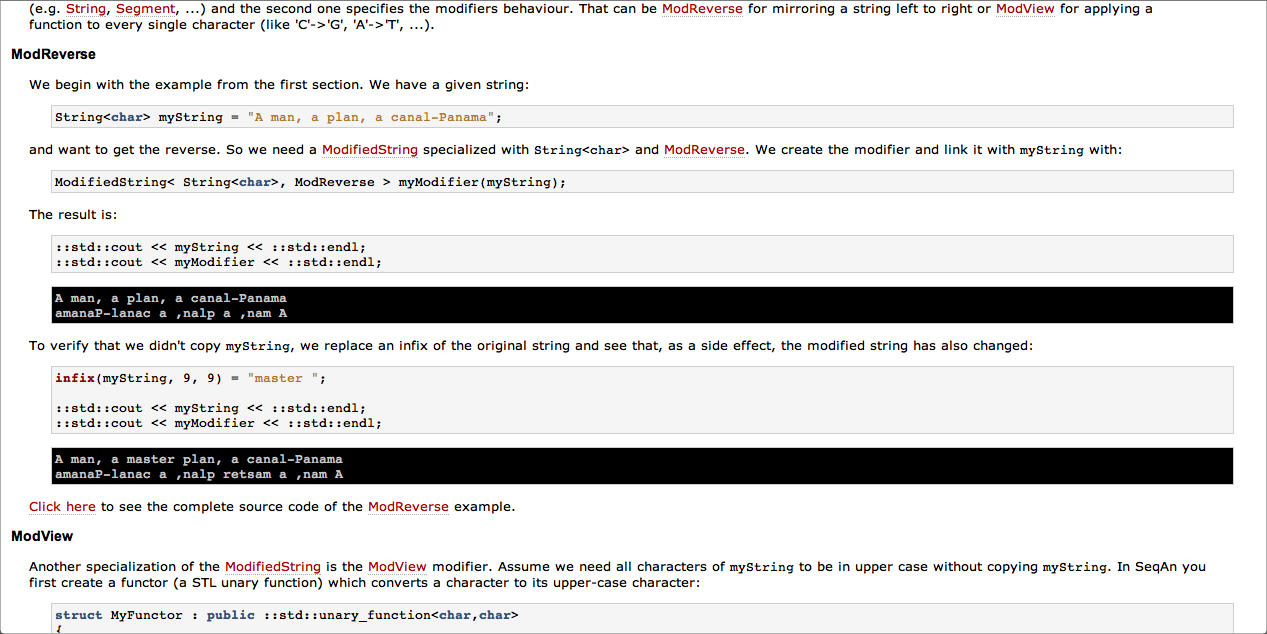 (e.g. String, Segment, ...) and the second one specifies the modifiers behaviour. That can be ModReverse for mirroring a string left to right or ModView for applying a
function to every single character (like 'C'->'G', 'A'->'T', ...).
ModReverse
We begin with the example from the first section. We have a given string:
String<char> myString = "A man, a plan, a canal-Panama";
and want to get the reverse. So we need a ModifiedString specialized with String<char> and ModReverse. We create the modifier and link it with myString with:
ModifiedString< String<char>, ModReverse > myModifier(myString);
The result is:
::std::cout << myString << ::std::endl;
::std::cout << myModifier << ::std::endl;
A man, a plan, a canal-Panama
amanaP-lanac a ,nalp a ,nam A
To verify that we didn't copy myString, we replace an infix of the original string and see that, as a side effect, the modified string has also changed:
infix(myString, 9, 9) = "master ";
::std::cout << myString << ::std::endl;
::std::cout << myModifier << ::std::endl;
A man, a master plan, a canal-Panama
amanaP-lanac a ,nalp retsam a ,nam A
Click here to see the complete source code of the ModReverse example.
ModView
Another specialization of the ModifiedString is the ModView modifier. Assume we need all characters of myString to be in upper case without copying myString. In SeqAn you
first create a functor (a STL unary function) which converts a character to its upper-case character:
struct MyFunctor : public ::std::unary_function<char,char>
{